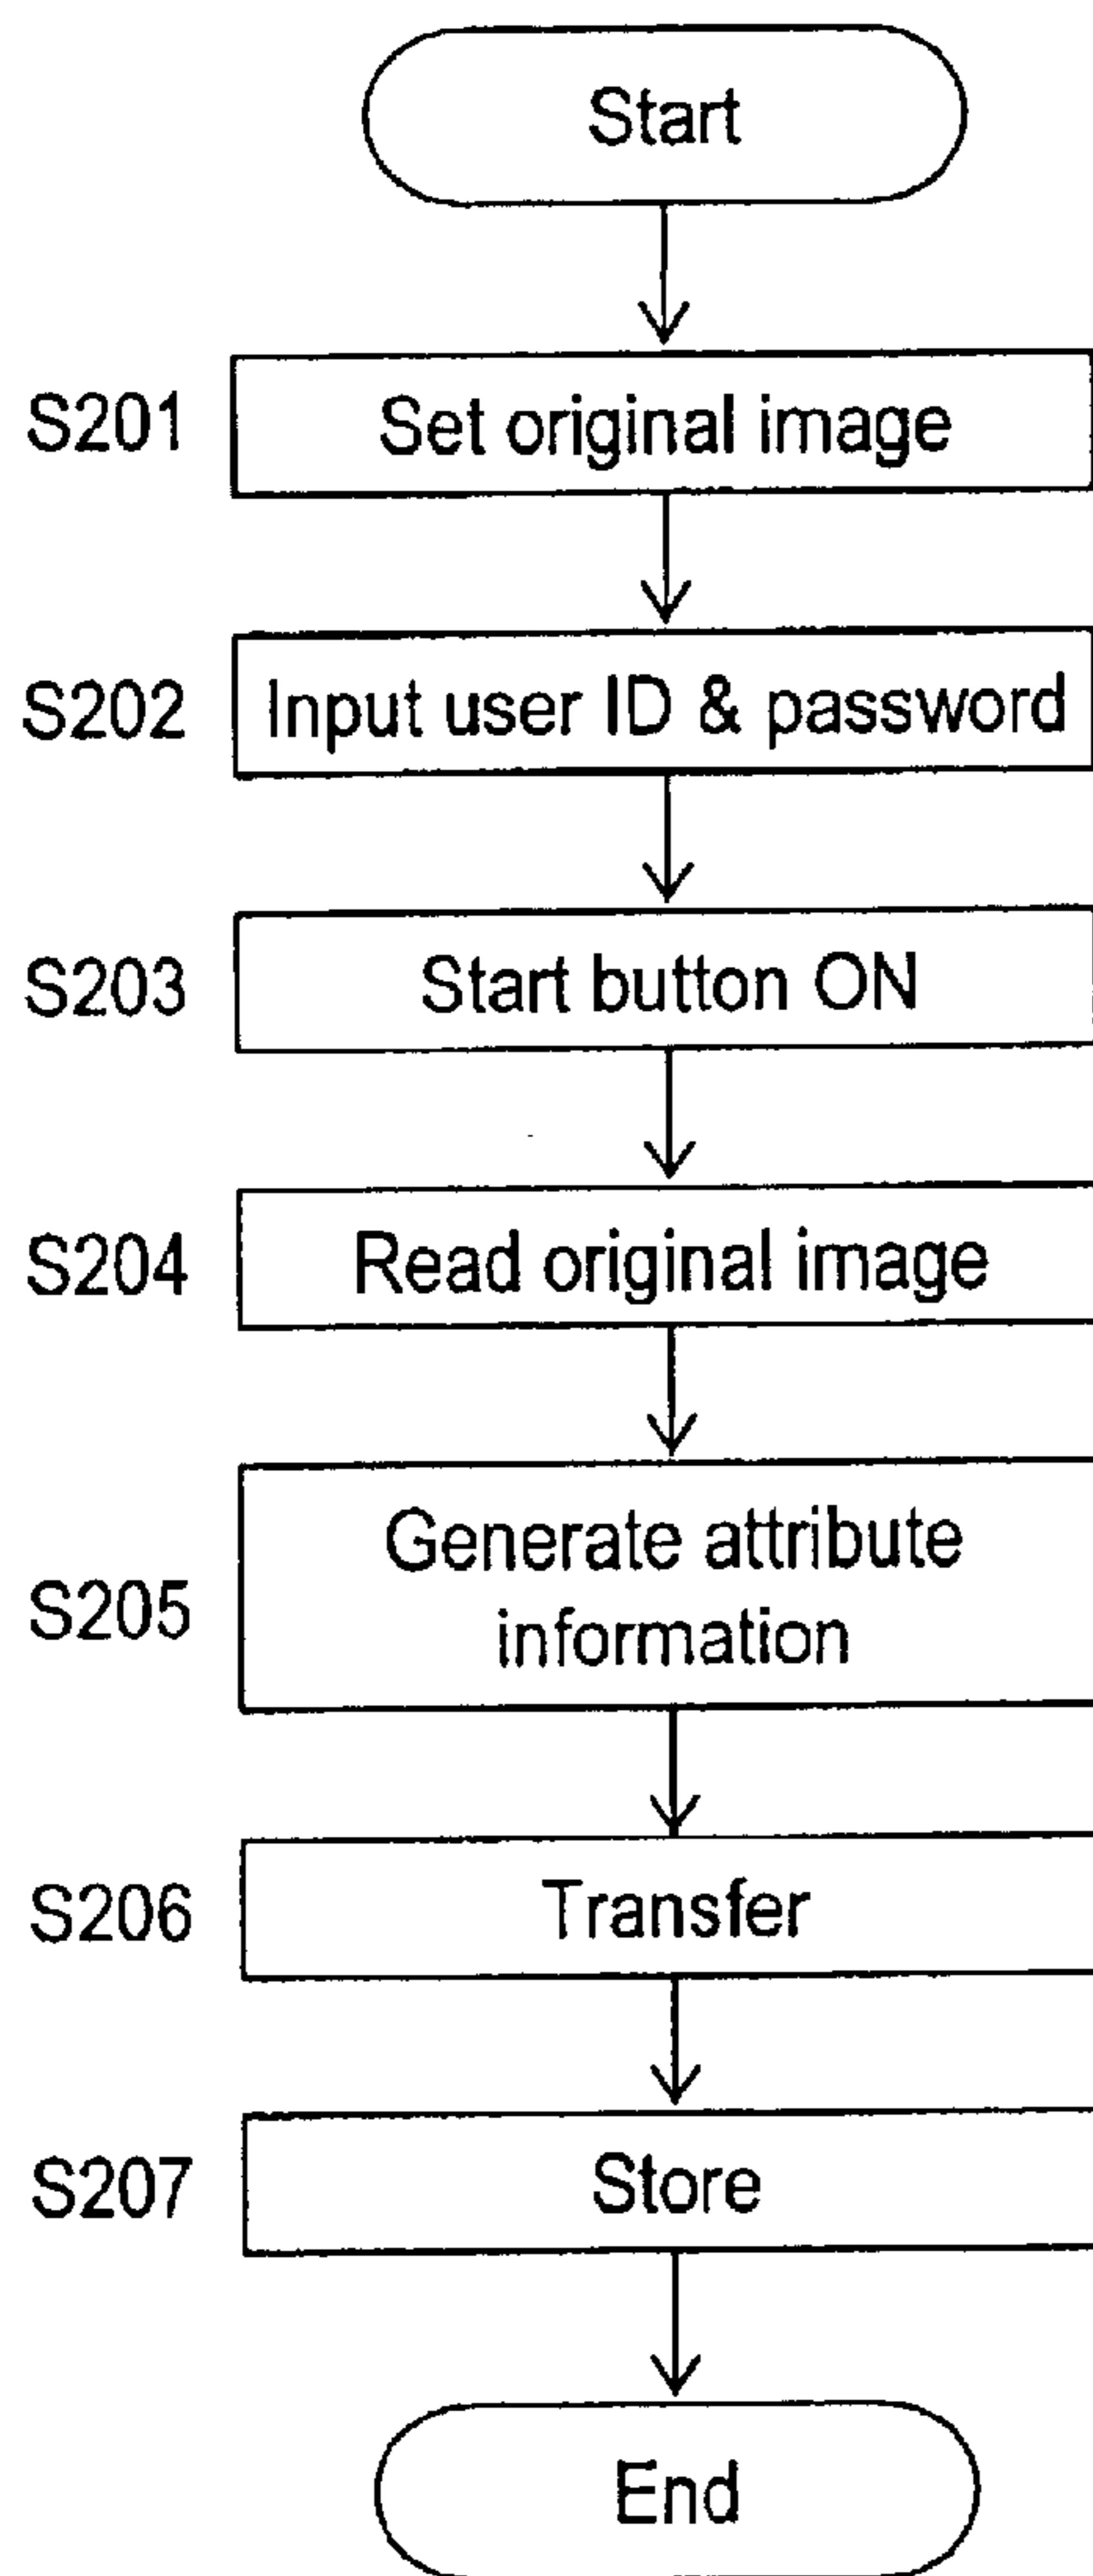 Start
S201 Set original image
S202 Input user ID & password
S203 Start button ON
S204 Read original image
S205 Generate attribute
information
S206 Transfer
S207 Store
End